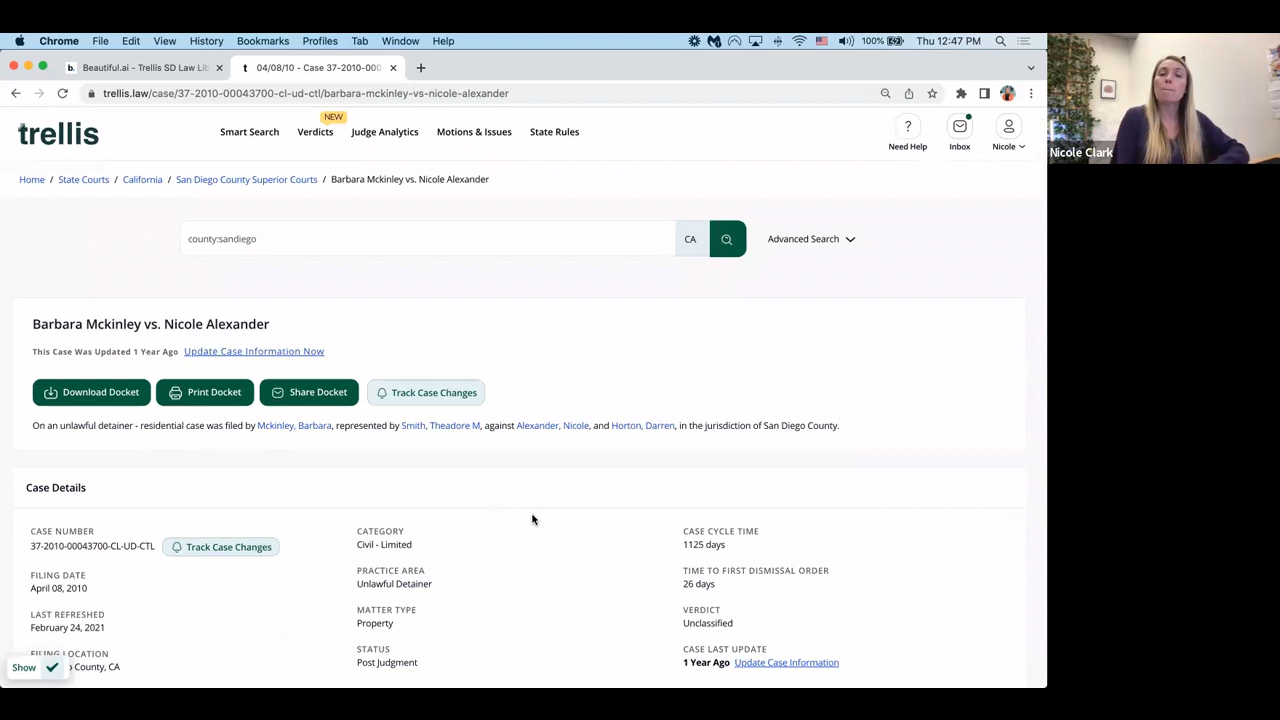 Chrome File Edit View History Bookmarks Profiles Tab Window Help 100% Thu 12:47 PM
b. Beautiful.ai - Trellis SD Law Lib
t 04/08/10 - Case 37-2010-000
trellis.law/case/37-2010-00043700-cl-ud-ctl/barbara-mckinley-vs-nicole-alexander
trellis
Smart Search
NEW
Verdicts
Judge Analytics
Motions & Issues
State Rules
? Need Help
Inbox
Nicole
Nicole Clark
Home / State Courts / California / San Diego County Superior Courts / Barbara Mckinley vs. Nicole Alexander
county:sandiego CA Advanced Search
Barbara Mckinley vs. Nicole Alexander
This Case Was Updated 1 Year Ago Update Case Information Now
Download Docket Print Docket Share Docket Track Case Changes
On an unlawful detainer - residential case was filed by Mckinley, Barbara, represented by Smith, Theadore M, against Alexander, Nicole, and Horton, Darren, in the jurisdiction of San Diego County.
Case Details
CASE NUMBER
37-2010-00043700-CL-UD-CTL Track Case Changes
FILING DATE
April 08, 2010
LAST REFRESHED
February 24, 2021
FILING LOCATION
o County, CA
Show
CATEGORY
Civil - Limited
PRACTICE AREA
Unlawful Detainer
MATTER TYPE
Property
STATUS
Post Judgment
CASE CYCLE TIME
1125 days
TIME TO FIRST DISMISSAL ORDER
26 days
VERDICT
Unclassified
CASE LAST UPDATE
1 Year Ago Update Case Information